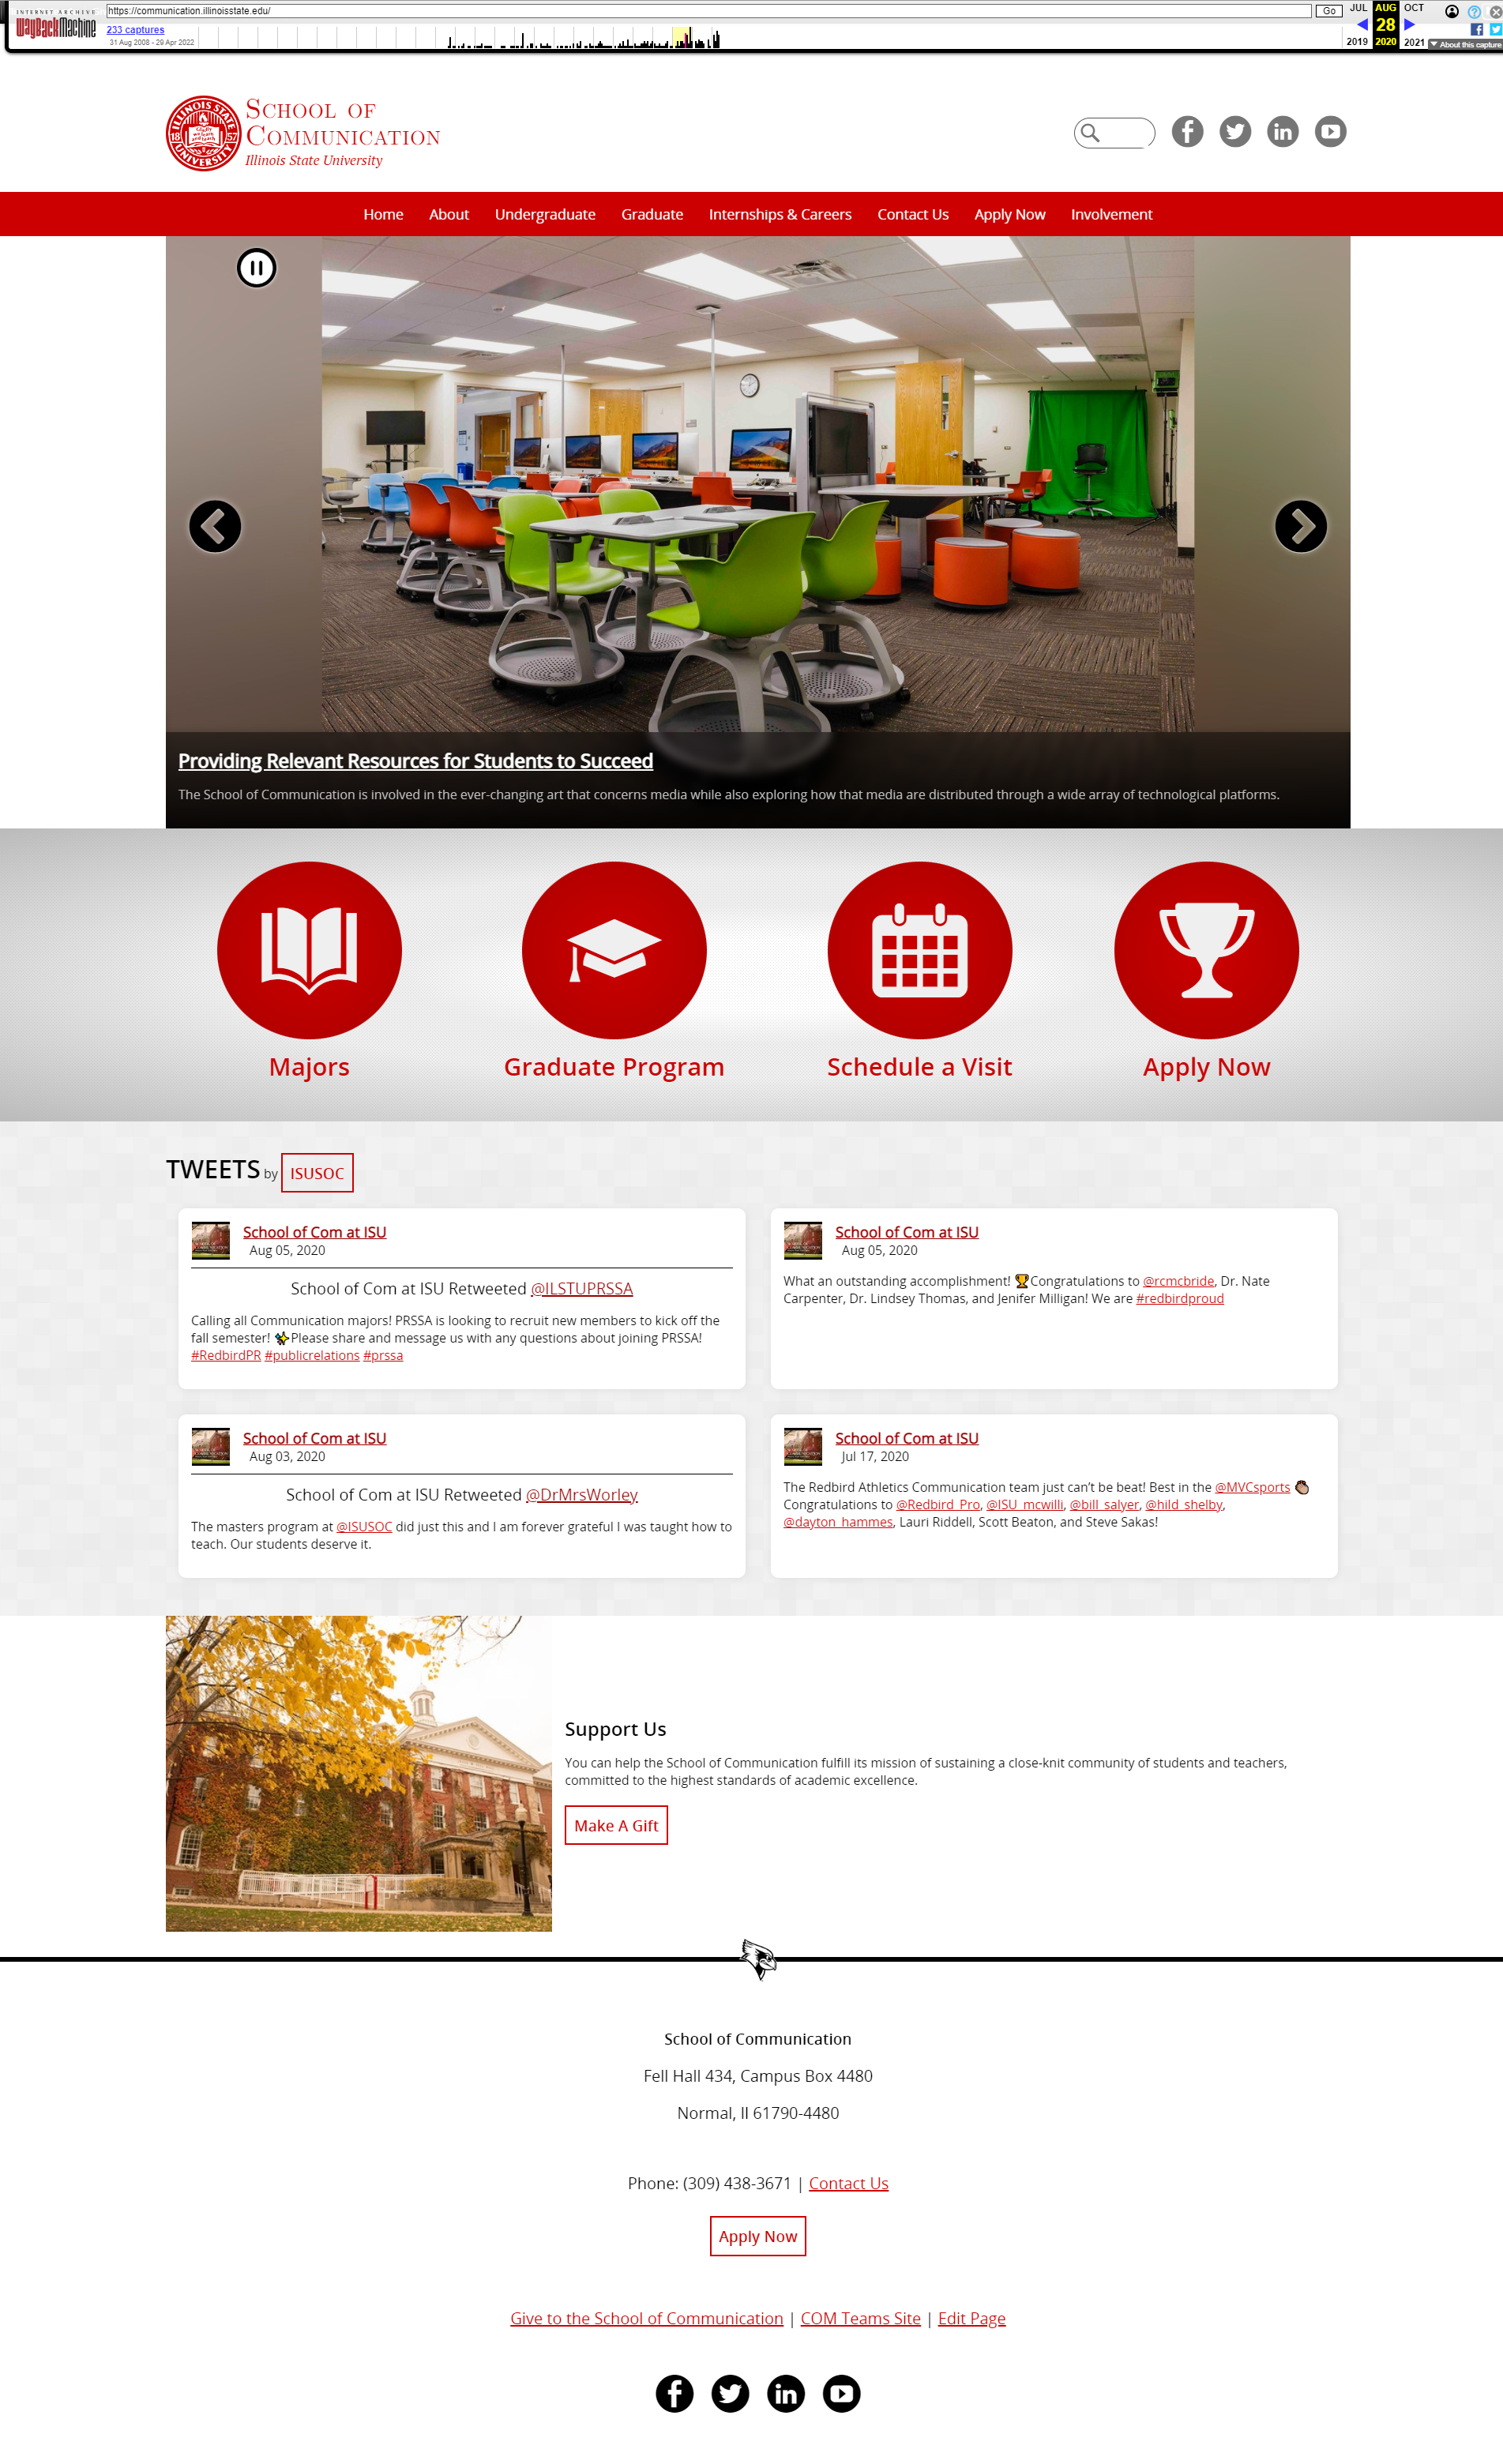 INTERNET ARCHIVE
WayBackMachine
https://communication.illinoisstate.edu/
Go
JUL
AUG
OCT
233 captures
28
31 Aug 2008 - 29 Apr 2022
2019
2020
2021
About this capture
ILLINOIS STATE UNIVERSITY
18 57
School of
Communication
Illinois State University
Home
About
Undergraduate
Graduate
Internships & Careers
Contact Us
Apply Now
Involvement
Providing Relevant Resources for Students to Succeed
The School of Communication is involved in the ever-changing art that concerns media while also exploring how that media are distributed through a wide array of technological platforms.
Majors
Graduate Program
Schedule a Visit
Apply Now
TWEETS by ISUSOC
School of Com at ISU
Aug 05, 2020
School of Com at ISU Retweeted @ILSTUPRSSA
Calling all Communication majors! PRSSA is looking to recruit new members to kick off the
fall semester! ✨Please share and message us with any questions about joining PRSSA!
#RedbirdPR #publicrelations #prssa
School of Com at ISU
Aug 05, 2020
What an outstanding accomplishment! 🏆Congratulations to @rcmcbride, Dr. Nate
Carpenter, Dr. Lindsey Thomas, and Jenifer Milligan! We are #redbirdproud
School of Com at ISU
Aug 03, 2020
School of Com at ISU Retweeted @DrMrsWorley
The masters program at @ISUSOC did just this and I am forever grateful I was taught how to
teach. Our students deserve it.
School of Com at ISU
Jul 17, 2020
The Redbird Athletics Communication team just can’t be beat! Best in the @MVCsports 👏🏼
Congratulations to @Redbird_Pro, @ISU_mcwilli, @bill_salyer, @hild_shelby,
@dayton_hammes, Lauri Riddell, Scott Beaton, and Steve Sakas!
Support Us
You can help the School of Communication fulfill its mission of sustaining a close-knit community of students and teachers,
committed to the highest standards of academic excellence.
Make A Gift
School of Communication
Fell Hall 434, Campus Box 4480
Normal, Il 61790-4480
Phone: (309) 438-3671 | Contact Us
Apply Now
Give to the School of Communication | COM Teams Site | Edit Page